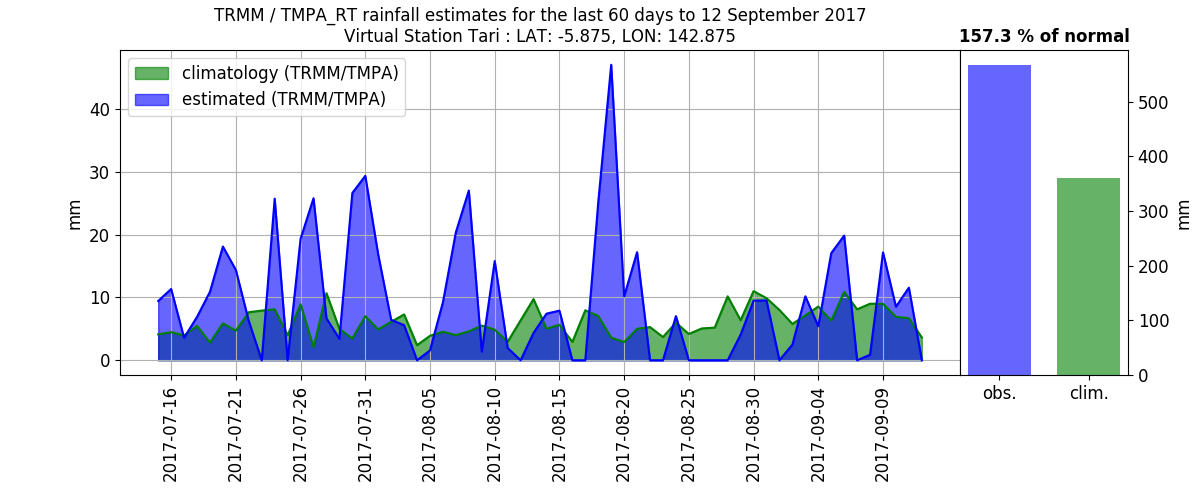 TRMM / TMPA_RT rainfall estimates for the last 60 days to 12 September 2017
Virtual Station Tari : LAT: -5.875, LON: 142.875
157.3 % of normal
climatology (TRMM/TMPA)
estimated (TRMM/TMPA)
mm
40
30
20
10
0
2017-07-16
2017-07-21
2017-07-26
2017-07-31
2017-08-05
2017-08-10
2017-08-15
2017-08-20
2017-08-25
2017-08-30
2017-09-04
2017-09-09
obs.
clim.
500
400
300
200
100
0
mm